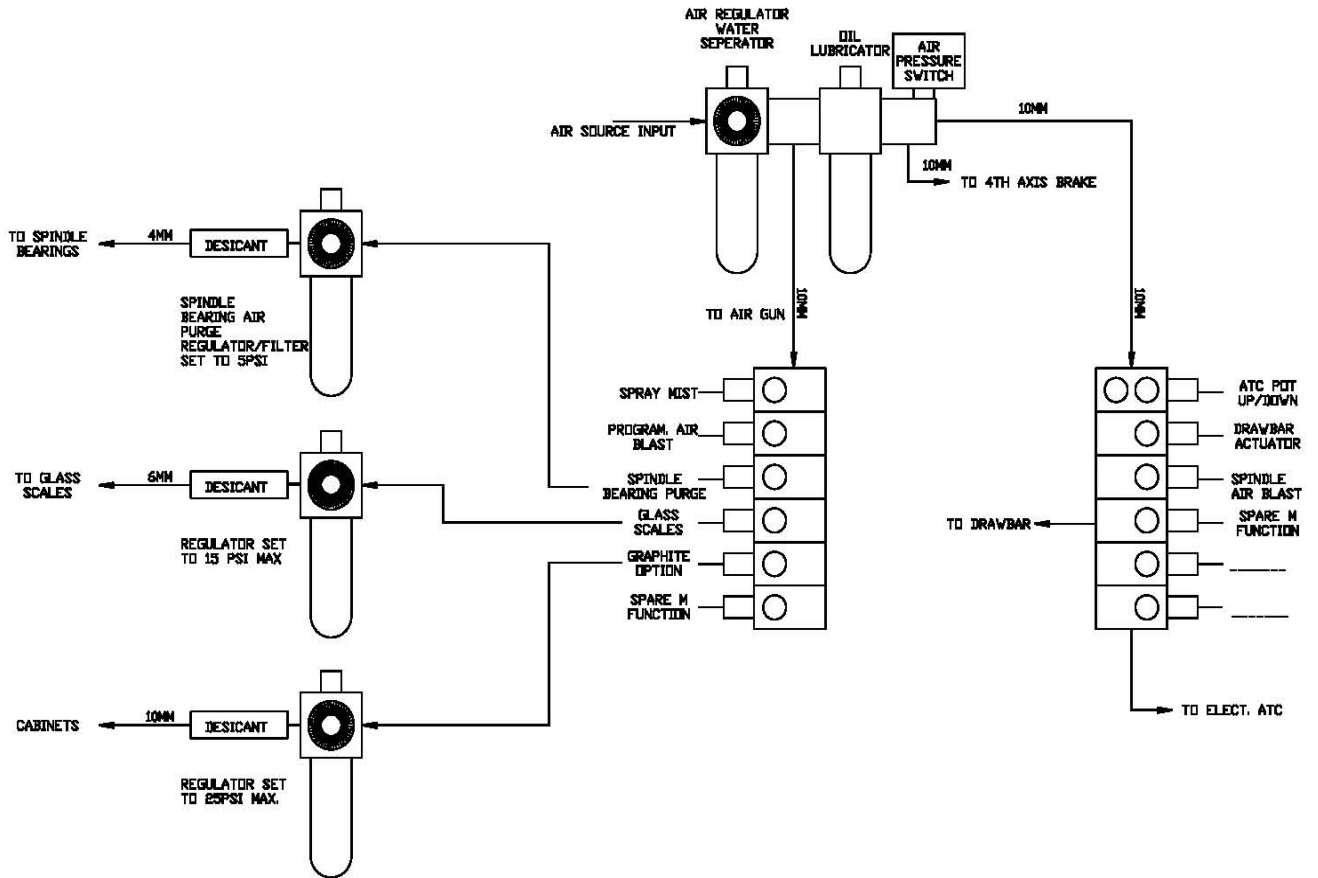 AIR REGULATOR
WATER
SEPERATOR
OIL
LUBRICATOR
AIR
PRESSURE
SWITCH
AIR SOURCE INPUT
10MM
10MM
TO 4TH AXIS BRAKE
TO SPINDLE
BEARINGS
4MM
DESICANT
SPINDLE
BEARING AIR
PURGE
REGULATOR/FILTER
SET TO 5PSI
TO AIR GUN
10MM
10MM
SPRAY MIST
PROGRAM. AIR
BLAST
SPINDLE
BEARING PURGE
GLASS
SCALES
GRAPHITE
OPTION
SPARE M
FUNCTION
ATC POT
UP/DOWN
DRAWBAR
ACTUATOR
SPINDLE
AIR BLAST
SPARE M
FUNCTION
_______
_______
TO DRAWBAR
TO ELECT. ATC
TO GLASS
SCALES
6MM
DESICANT
REGULATOR SET
TO 15 PSI MAX
CABINETS
10MM
DESICANT
REGULATOR SET
TO 25PSI MAX.